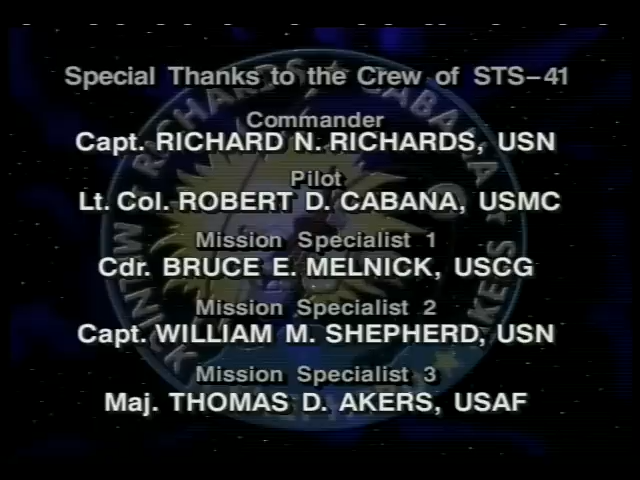 Special Thanks to the Crew of STS-41
Commander
Capt. RICHARD N. RICHARDS, USN
Pilot
Lt. Col. ROBERT D. CABANA, USMC
Mission Specialist 1
Cdr. BRUCE E. MELNICK, USCG
Mission Specialist 2
Capt. WILLIAM M. SHEPHERD, USN
Mission Specialist 3
Maj. THOMAS D. AKERS, USAF
RICHARDS
CABANA